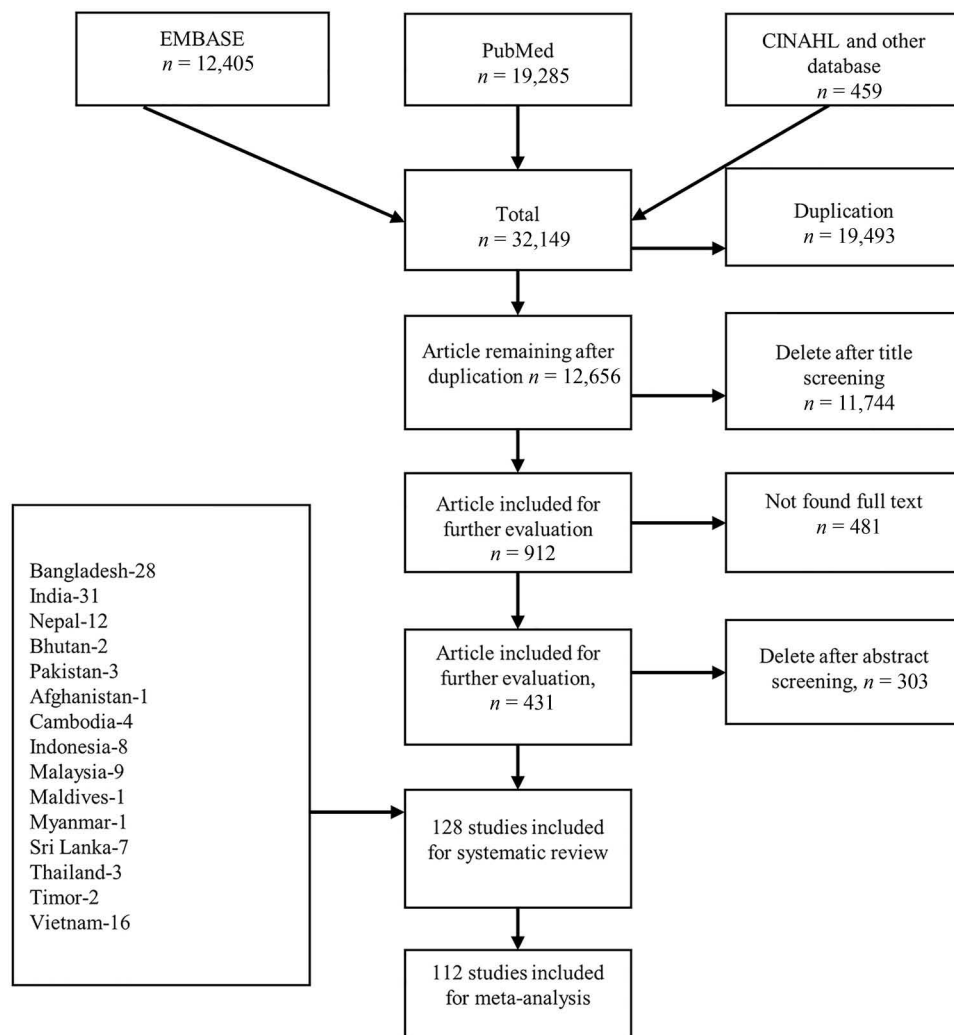 EMBASE
n = 12,405
PubMed
n = 19,285
CINAHL and other
database
n = 459
Total
n = 32,149
Duplication
n = 19,493
Article remaining after
duplication n = 12,656
Delete after title
screening
n = 11,744
Article included for
further evaluation
n = 912
Not found full text
n = 481
Article included for
further evaluation,
n = 431
Delete after abstract
screening, n = 303
Bangladesh-28
India-31
Nepal-12
Bhutan-2
Pakistan-3
Afghanistan-1
Cambodia-4
Indonesia-8
Malaysia-9
Maldives-1
Myanmar-1
Sri Lanka-7
Thailand-3
Timor-2
Vietnam-16
128 studies included
for systematic review
112 studies included
for meta-analysis